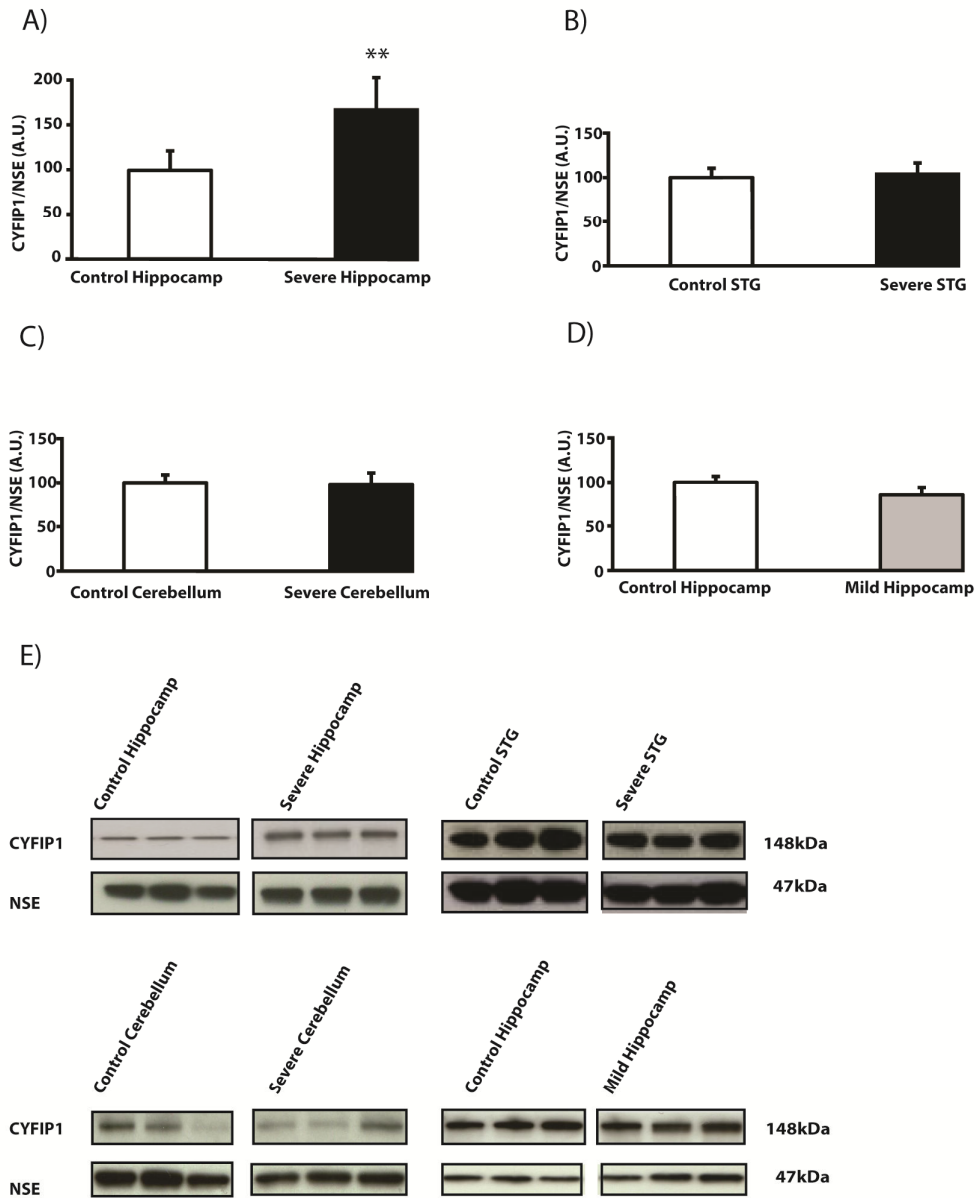 A)
B)
**
200
150
100
50
0
CYFIP1/NSE (A.U.)
Control Hippocamp
Severe Hippocamp
150
100
50
0
CYFIP1/NSE (A.U.)
Control STG
Severe STG
C)
D)
150
100
50
0
CYFIP1/NSE (A.U.)
Control Cerebellum
Severe Cerebellum
150
100
50
0
CYFIP1/NSE (A.U.)
Control Hippocamp
Mild Hippocamp
E)
Control Hippocamp
Severe Hippocamp
Control STG
Severe STG
CYFIP1
148kDa
NSE
47kDa
Control Cerebellum
Severe Cerebellum
Control Hippocamp
Mild Hippocamp
CYFIP1
148kDa
NSE
47kDa